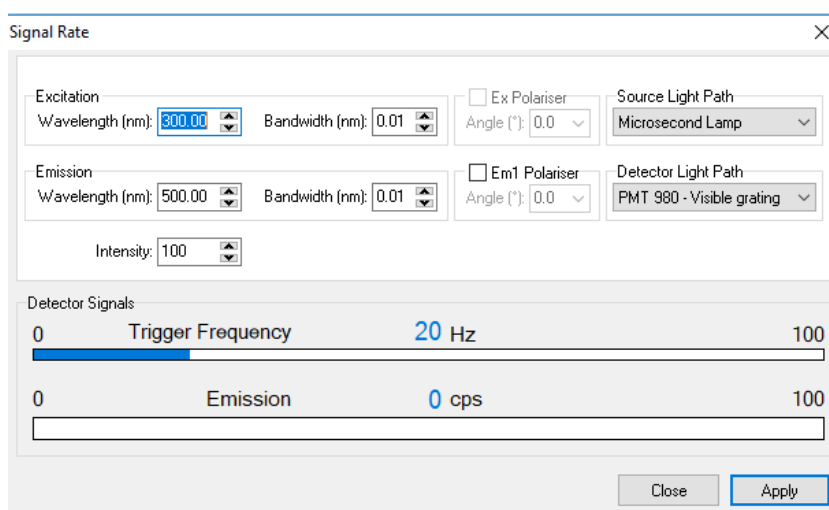 Signal Rate
Excitation
Wavelength (nm): 300.00 Bandwidth (nm): 0.01
Ex Polariser
Angle (°): 0.0
Source Light Path
Microsecond Lamp
Emission
Wavelength (nm): 500.00 Bandwidth (nm): 0.01
Em1 Polariser
Angle (°): 0.0
Detector Light Path
PMT 980 - Visible grating
Intensity: 100
Detector Signals
0 Trigger Frequency 20 Hz 100
0 Emission 0 cps 100
Close Apply